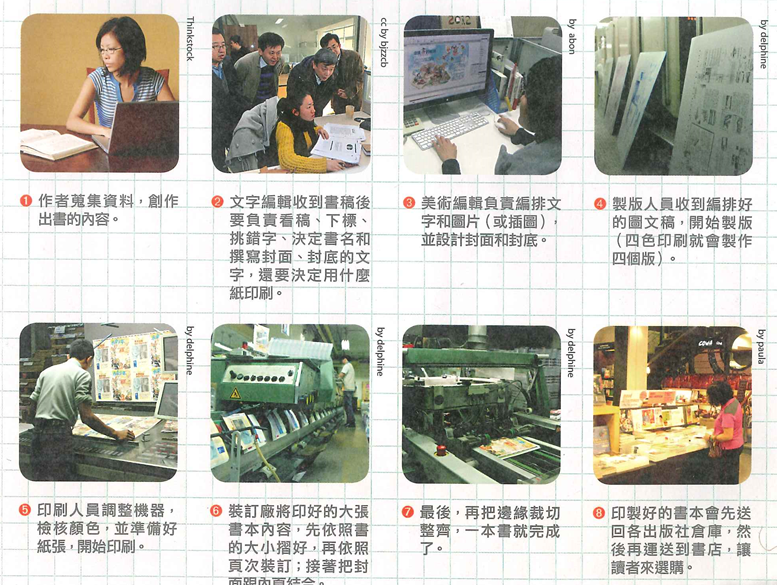 Thinkstock
❶ 作者蒐集資料，創作
出書的內容。
cc by bjzzcb
❷ 文字編輯收到書稿後
要負責看稿、下標、
挑錯字、決定書名和
撰寫封面、封底的文
字，還要決定用什麼
紙印刷。
by abon
❸ 美術編輯負責編排文
字和圖片（或插圖），
並設計封面和封底。
by delphine
❹ 製版人員收到編排好
的圖文稿，開始製版
（四色印刷就會製作
四個版）。
by delphine
❺ 印刷人員調整機器，
檢核顏色，並準備好
紙張，開始印刷。
by delphine
❻ 裝訂廠將印好的大張
書本內容，先依照書
的大小摺好，再依照
頁次裝訂；接著把封
面跟內頁結合。
by delphine
❼ 最後，再把邊緣裁切
整齊，一本書就完成
了。
by paula
❽ 印製好的書本會先送
回各出版社倉庫，然
後再運送到書店，讓
讀者來選購。